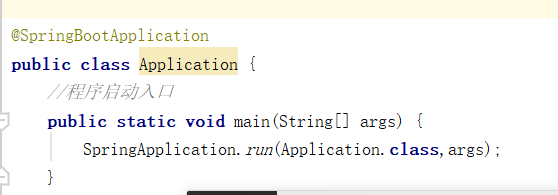 @SpringBootApplication
public class Application {
//程序启动入口
public static void main(String[] args) {
SpringApplication.run(Application.class,args);
}